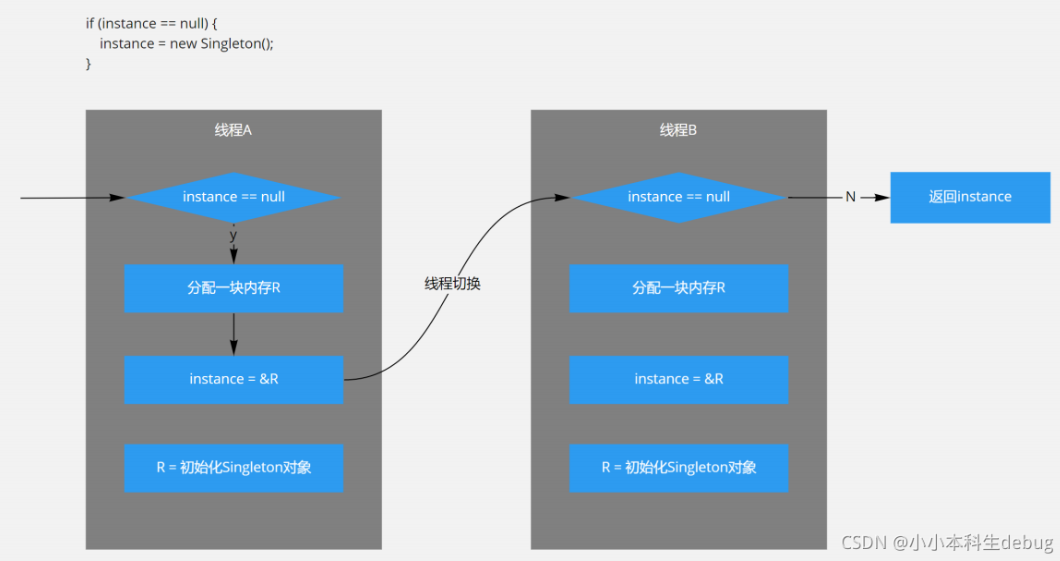 if (instance == null) {
instance = new Singleton();
}
线程A
instance == null
y
分配一块内存R
instance = &R
R = 初始化Singleton对象
线程切换
线程B
instance == null
N
返回instance
分配一块内存R
instance = &R
R = 初始化Singleton对象
CSDN @小小本科生debug